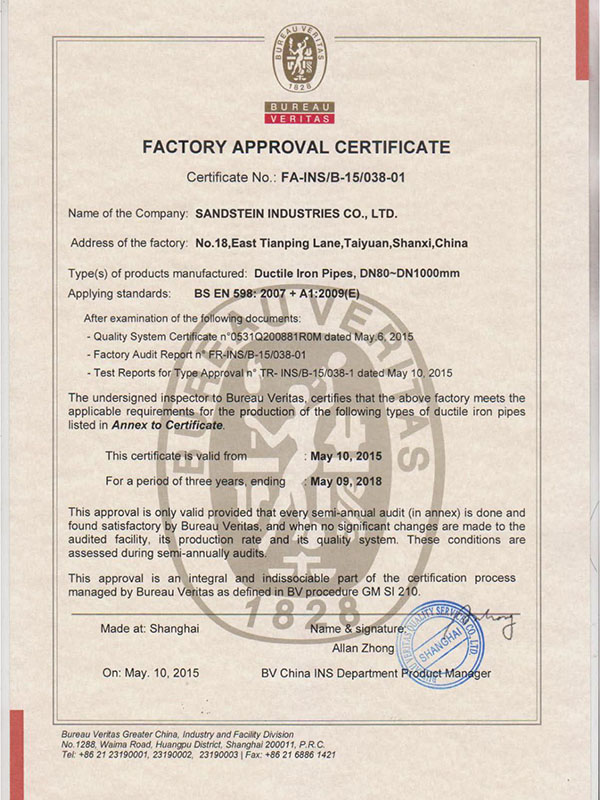 BUREAU VERITAS
1828
BUREAU
VERITAS
FACTORY APPROVAL CERTIFICATE
Certificate No.: FA-INS/B-15/038-01
Name of the Company: SANDSTEIN INDUSTRIES CO., LTD.
Address of the factory: No.18,East Tianping Lane,Taiyuan,Shanxi,China
Type(s) of products manufactured: Ductile Iron Pipes, DN80~DN1000mm
Applying standards: BS EN 598: 2007 + A1:2009(E)
After examination of the following documents:
- Quality System Certificate n°0531Q200881R0M dated May.6, 2015
- Factory Audit Report n° FR-INS/B-15/038-01
- Test Reports for Type Approval n° TR- INS/B-15/038-1 dated May 10, 2015
The undersigned inspector to Bureau Veritas, certifies that the above factory meets the
applicable requirements for the production of the following types of ductile iron pipes
listed in Annex to Certificate.
This certificate is valid from : May 10, 2015
For a period of three years, ending : May 09, 2018
This approval is only valid provided that every semi-annual audit (in annex) is done and
found satisfactory by Bureau Veritas, and when no significant changes are made to the
audited facility, its production rate and its quality system. These conditions are
assessed during semi-annually audits.
This approval is an integral and indissociable part of the certification process
managed by Bureau Veritas as defined in BV procedure GM SI 210.
BUREAU VERITAS
1828
Made at: Shanghai Name & signature:
Allan Zhong
On: May. 10, 2015 BV China INS Department Product Manager
BUREAU VERITAS QUALITY SERVICE CO., LTD
SHANGHAI
Bureau Veritas Greater China, Industry and Facility Division
No.1288, Waima Road, Huangpu District, Shanghai 200011, P.R.C.
Tel: +86 21 23190001, 23190002, 23190003 | Fax: +86 21 6886 1421